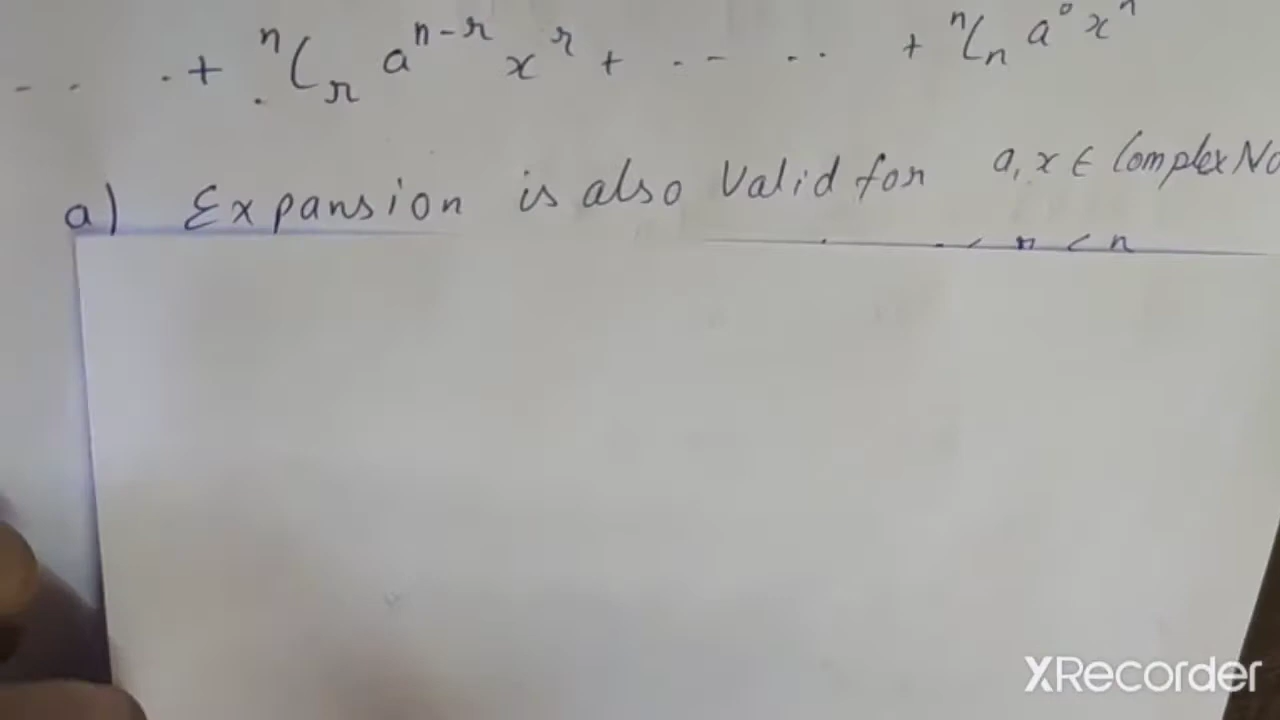 .. . .+ ⁿCᵣ aⁿ⁻ʳ xʳ + . - . . + ⁿCₙ a⁰ xⁿ
a) Expansion is also Valid for a, x ∈ Complex No
XRecorder